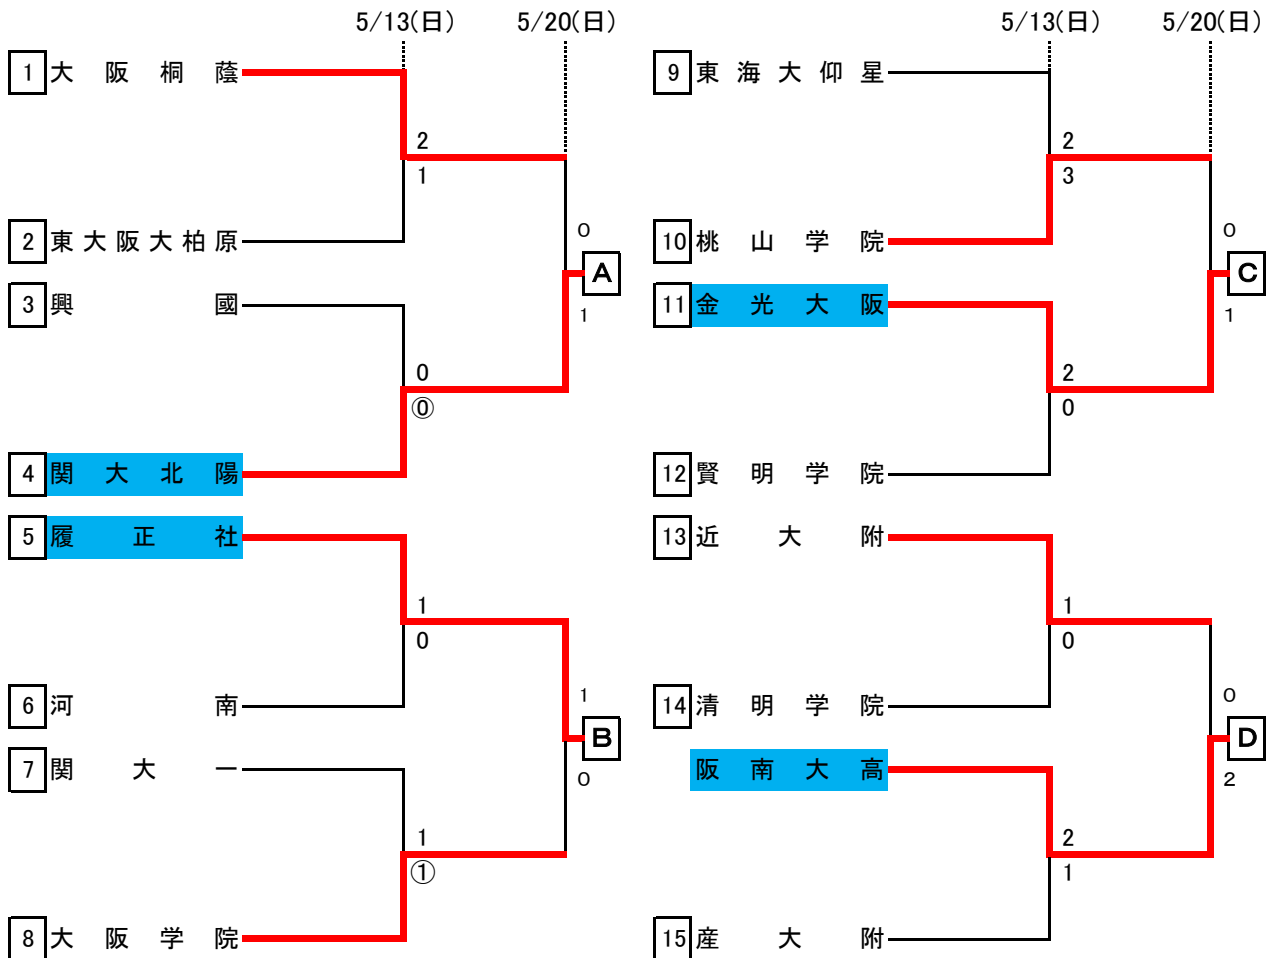 5/13(日) 5/20(日)
1 大阪桐蔭
2
1
2 東大阪大柏原
0
A
1
3 興國
0
⓪
4 関大北陽
5 履正社
1
0
6 河南
1
B
0
7 関大一
1
①
8 大阪学院
5/13(日) 5/20(日)
9 東海大仰星
2
3
10 桃山学院
0
C
1
11 金光大阪
2
0
12 賢明学院
13 近大附
1
0
14 清明学院
0
D
2
阪南大高
2
1
15 産大附